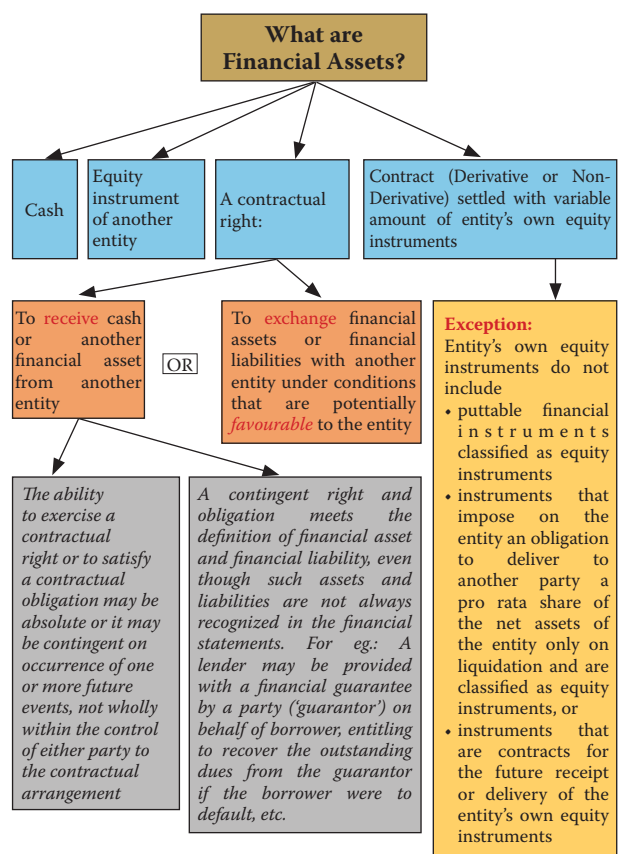 What are
Financial Assets?
Cash
Equity
instrument
of another
entity
A contractual
right:
Contract (Derivative or Non-
Derivative) settled with variable
amount of entity's own equity
instruments
To receive cash
or another
financial asset
from another
entity
OR
To exchange financial
assets or financial
liabilities with another
entity under conditions
that are potentially
favourable to the entity
Exception:
Entity's own equity
instruments do not
include
• puttable financial
instruments
classified as equity
instruments
• instruments that
impose on the
entity an obligation
to deliver to
another party a
pro rata share of
the net assets of
the entity only on
liquidation and are
classified as equity
instruments, or
• instruments that
are contracts for
the future receipt
or delivery of the
entity's own equity
instruments
The ability
to exercise a
contractual
right or to satisfy
a contractual
obligation may be
absolute or it may
be contingent on
occurrence of one
or more future
events, not wholly
within the control
of either party to
the contractual
arrangement
A contingent right and
obligation meets the
definition of financial asset
and financial liability, even
though such assets and
liabilities are not always
recognized in the financial
statements. For eg.: A
lender may be provided
with a financial guarantee
by a party ('guarantor') on
behalf of borrower, entitling
to recover the outstanding
dues from the guarantor
if the borrower were to
default, etc.